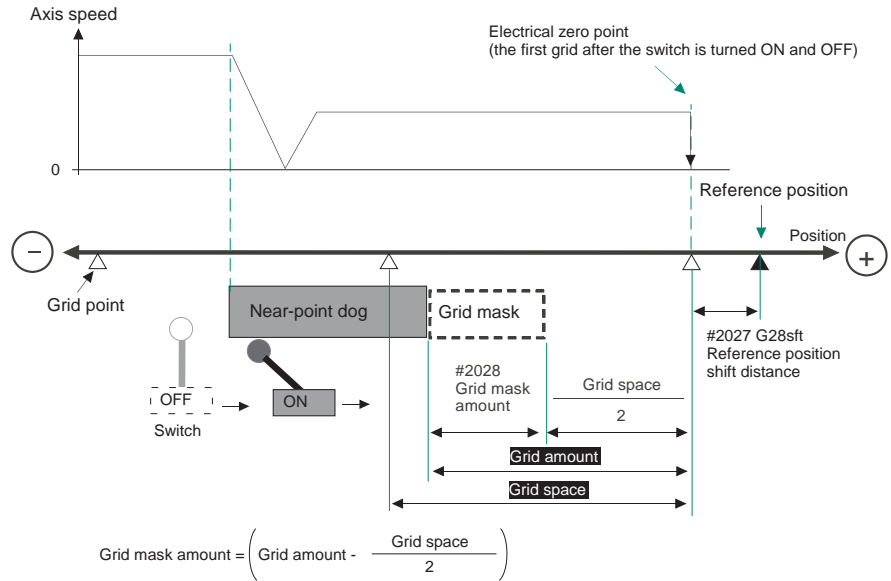 Axis speed
Electrical zero point
(the first grid after the switch is turned ON and OFF)
0
Reference position
Position
−
+
Grid point
Near-point dog
Grid mask
#2027 G28sft
Reference position
shift distance
#2028
Grid mask
amount
Grid space
2
OFF
ON
Switch
Grid amount
Grid space
Grid mask amount = ( Grid amount - Grid space
2 )